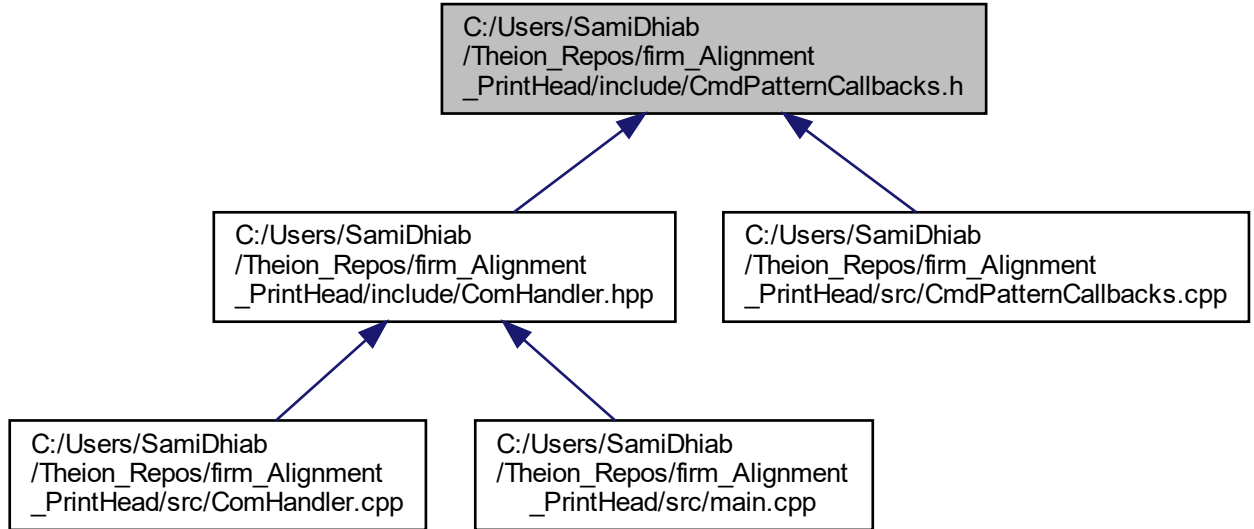 C:/Users/SamiDhiab
/Theion_Repos/firm_Alignment
_PrintHead/include/CmdPatternCallbacks.h
C:/Users/SamiDhiab
/Theion_Repos/firm_Alignment
_PrintHead/include/ComHandler.hpp
C:/Users/SamiDhiab
/Theion_Repos/firm_Alignment
_PrintHead/src/CmdPatternCallbacks.cpp
C:/Users/SamiDhiab
/Theion_Repos/firm_Alignment
_PrintHead/src/ComHandler.cpp
C:/Users/SamiDhiab
/Theion_Repos/firm_Alignment
_PrintHead/src/main.cpp